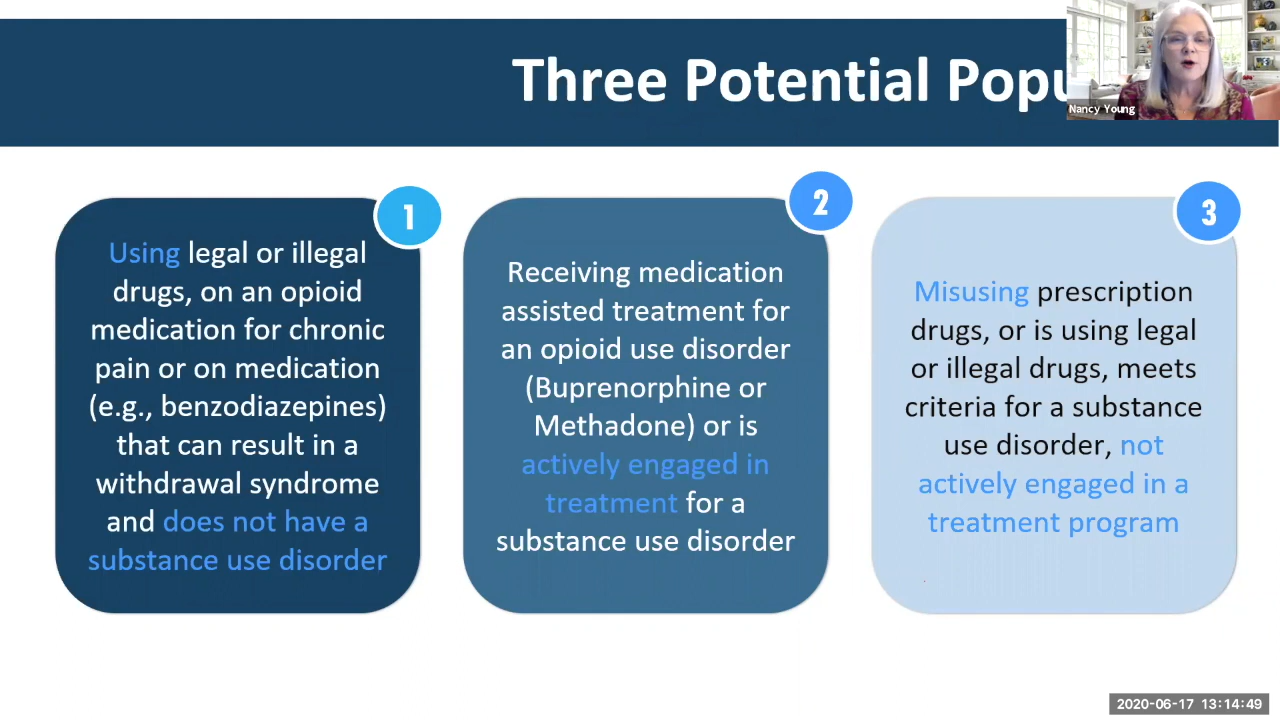 Three Potential Popu
Nancy Young
1
Using legal or illegal
drugs, on an opioid
medication for chronic
pain or on medication
(e.g., benzodiazepines)
that can result in a
withdrawal syndrome
and does not have a
substance use disorder
2
Receiving medication
assisted treatment for
an opioid use disorder
(Buprenorphine or
Methadone) or is
actively engaged in
treatment for a
substance use disorder
3
Misusing prescription
drugs, or is using legal
or illegal drugs, meets
criteria for a substance
use disorder, not
actively engaged in a
treatment program
2020-06-17 13:14:49